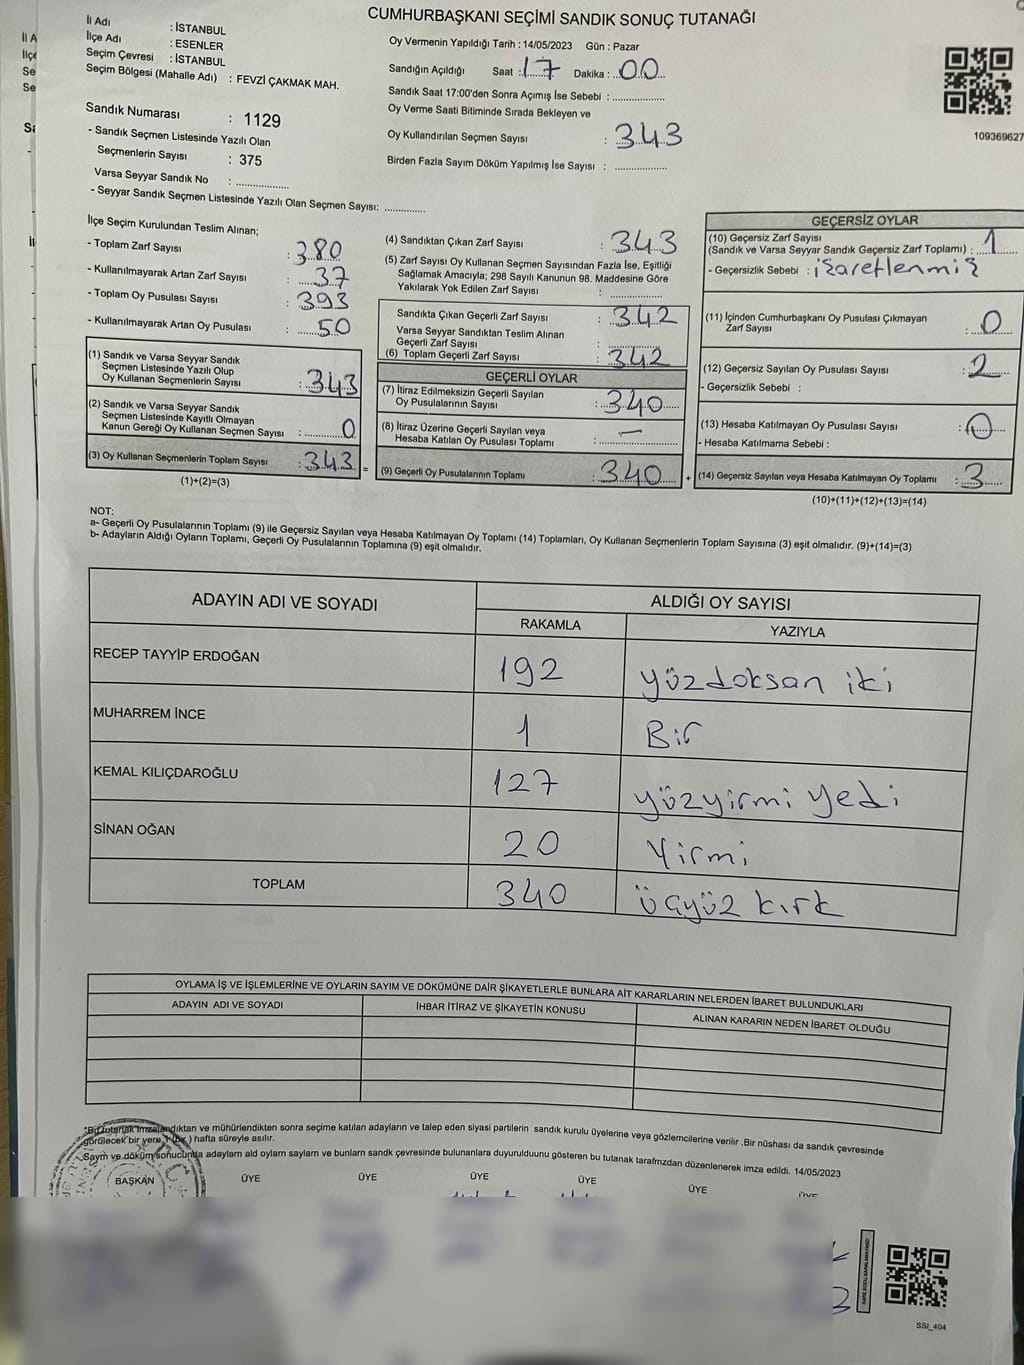 CUMHURBAŞKANI SEÇİMİ SANDIK SONUÇ TUTANAĞI
İl Adı : İSTANBUL
İlçe Adı : ESENLER
Seçim Çevresi : İSTANBUL
Seçim Bölgesi (Mahalle Adı) : FEVZİ ÇAKMAK MAH.
Sandık Numarası : 1129
- Sandık Seçmen Listesinde Yazılı Olan
Seçmenlerin Sayısı : 375
Varsa Seyyar Sandık No : ................
- Seyyar Sandık Seçmen Listesinde Yazılı Olan Seçmen Sayısı: ............
Oy Vermenin Yapıldığı Tarih : 14/05/2023 Gün : Pazar
Sandığın Açıldığı Saat : 17 Dakika : 00
Sandık Saat 17:00'den Sonra Açımış İse Sebebi : ................
Oy Verme Saati Bitiminde Sırada Bekleyen ve
Oy Kullandırılan Seçmen Sayısı : 343
Birden Fazla Sayım Döküm Yapılmış İse Sayısı : ................
109369627
İlçe Seçim Kurulundan Teslim Alınan;
- Toplam Zarf Sayısı : 380
- Kullanılmayarak Artan Zarf Sayısı : 37
- Toplam Oy Pusulası Sayısı : 393
- Kullanılmayarak Artan Oy Pusulası : 50
(1) Sandık ve Varsa Seyyar Sandık
Seçmen Listesinde Yazılı Olup
Oy Kullanan Seçmenlerin Sayısı : 343
(2) Sandık ve Varsa Seyyar Sandık
Seçmen Listesinde Kayıtlı Olmayan
Kanun Gereği Oy Kullanan Seçmen Sayısı : 0
(3) Oy Kullanan Seçmenlerin Toplam Sayısı : 343 =
(1)+(2)=(3)
(4) Sandıktan Çıkan Zarf Sayısı : 343
(5) Zarf Sayısı Oy Kullanan Seçmen Sayısından Fazla İse, Eşitliği
Sağlamak Amacıyla; 298 Sayılı Kanunun 98. Maddesine Göre
Yakılarak Yok Edilen Zarf Sayısı : ................
Sandıkta Çıkan Geçerli Zarf Sayısı : 342
Varsa Seyyar Sandıktan Teslim Alınan
Geçerli Zarf Sayısı : ................
(6) Toplam Geçerli Zarf Sayısı : 342
GEÇERLİ OYLAR
(7) İtiraz Edilmeksizin Geçerli Sayılan
Oy Pusulalarının Sayısı : 340
(8) İtiraz Üzerine Geçerli Sayılan veya
Hesaba Katılan Oy Pusulası Toplamı : —
(9) Geçerli Oy Pusulalarının Toplamı : 340 +
GEÇERSİZ OYLAR
(10) Geçersiz Zarf Sayısı
(Sandık ve Varsa Seyyar Sandık Geçersiz Zarf Toplamı) : 1
- Geçersizlik Sebebi : işaretlenmiş
(11) İçinden Cumhurbaşkanı Oy Pusulası Çıkmayan
Zarf Sayısı : 0
(12) Geçersiz Sayılan Oy Pusulası Sayısı : 2
- Geçersizlik Sebebi :
(13) Hesaba Katılmayan Oy Pusulası Sayısı : 0
- Hesaba Katılmama Sebebi :
(14) Geçersiz Sayılan veya Hesaba Katılmayan Oy Toplamı : 3
(10)+(11)+(12)+(13)=(14)
NOT:
a- Geçerli Oy Pusulalarının Toplamı (9) ile Geçersiz Sayılan veya Hesaba Katılmayan Oy Toplamı (14) Toplamları, Oy Kullanan Seçmenlerin Toplam Sayısına (3) eşit olmalıdır. (9)+(14)=(3)
b- Adayların Aldığı Oyların Toplamı, Geçerli Oy Pusulalarının Toplamına (9) eşit olmalıdır.
ADAYIN ADI VE SOYADI ALDIĞI OY SAYISI
RAKAMLA YAZIYLA
RECEP TAYYİP ERDOĞAN 192 yüzdoksan iki
MUHARREM İNCE 1 Bir
KEMAL KILIÇDAROĞLU 127 yüzyirmi yedi
SİNAN OĞAN 20 Yirmi
TOPLAM 340 üçyüz kırk
OYLAMA İŞ VE İŞLEMLERİNE VE OYLARIN SAYIM VE DÖKÜMÜNE DAİR ŞİKAYETLERLE BUNLARA AİT KARARLARIN NELERDEN İBARET BULUNDUKLARI
ADAYIN ADI VE SOYADI İHBAR İTİRAZ VE ŞİKAYETİN KONUSU ALINAN KARARIN NEDEN İBARET OLDUĞU
*Bu tutanak imzalandıktan ve mühürlendikten sonra seçime katılan adayların ve talep eden siyasi partilerin sandık kurulu üyelerine veya gözlemcilerine verilir .Bir nüshası da sandık çevresinde
görülecek bir yere 1 (bir ) hafta süreyle asılır.
Sayım ve döküm sonucunda adayların ald oyların sayların ve bunların sandk çevresinde bulunanlara duyurulduunu gösteren bu tutanak tarafmzdan düzenlenerek imza edildi. 14/05/2023
BAŞKAN ÜYE ÜYE ÜYE ÜYE ÜYE ÜYE
SSI_404